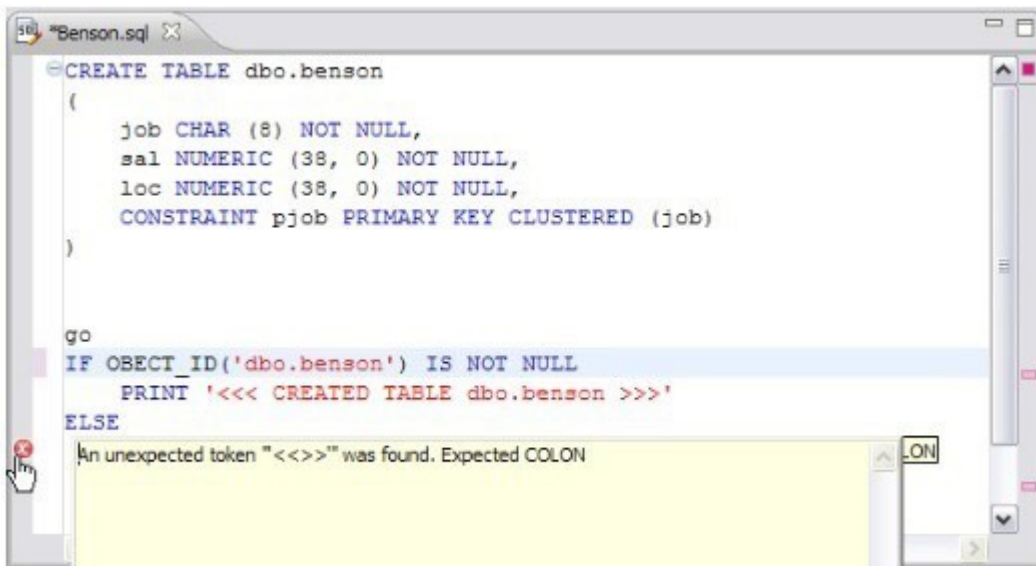 *Benson.sql
CREATE TABLE dbo.benson
(
job CHAR (8) NOT NULL,
sal NUMERIC (38, 0) NOT NULL,
loc NUMERIC (38, 0) NOT NULL,
CONSTRAINT pjob PRIMARY KEY CLUSTERED (job)
)
go
IF OBECT_ID('dbo.benson') IS NOT NULL
PRINT '<<< CREATED TABLE dbo.benson >>>'
ELSE
An unexpected token "'<<>>'" was found. Expected COLON
LON